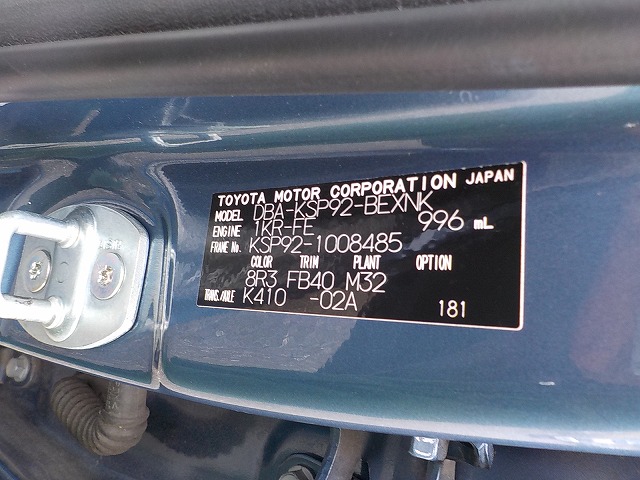 TOYOTA MOTOR CORPORATION JAPAN
MODEL DBA-KSP92-BEXNK
ENGINE 1KR-FE 996 mL
FRAME No. KSP92-1008485
COLOR TRIM PLANT OPTION
8R3 FB40 M32
TRANS./AXLE K410 -02A
181